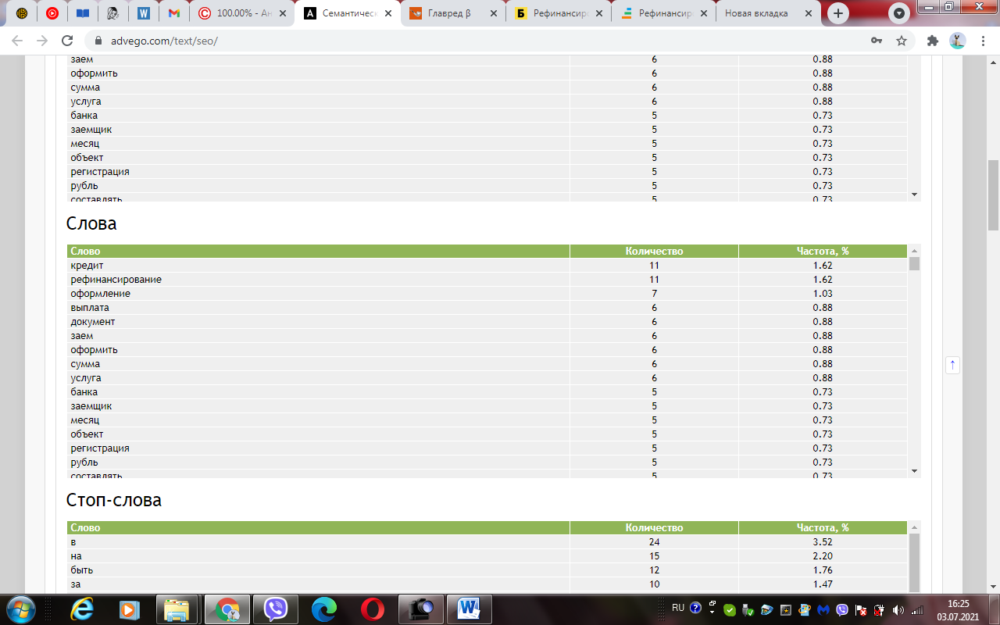 100.00% - Ан
Семантическ
Главред β
Рефинансиро
Рефинансиро
Новая вкладка
advego.com/text/seo/
заем 6 0.88
оформить 6 0.88
сумма 6 0.88
услуга 6 0.88
банка 5 0.73
заемщик 5 0.73
месяц 5 0.73
объект 5 0.73
регистрация 5 0.73
рубль 5 0.73
составлять 5 0.73
Слова
Слово Количество Частота, %
кредит 11 1.62
рефинансирование 11 1.62
оформление 7 1.03
выплата 6 0.88
документ 6 0.88
заем 6 0.88
оформить 6 0.88
сумма 6 0.88
услуга 6 0.88
банка 5 0.73
заемщик 5 0.73
месяц 5 0.73
объект 5 0.73
регистрация 5 0.73
рубль 5 0.73
составлять 5 0.73
Стоп-слова
Слово Количество Частота, %
в 24 3.52
на 15 2.20
быть 12 1.76
за 10 1.47
RU
16:25
03.07.2021